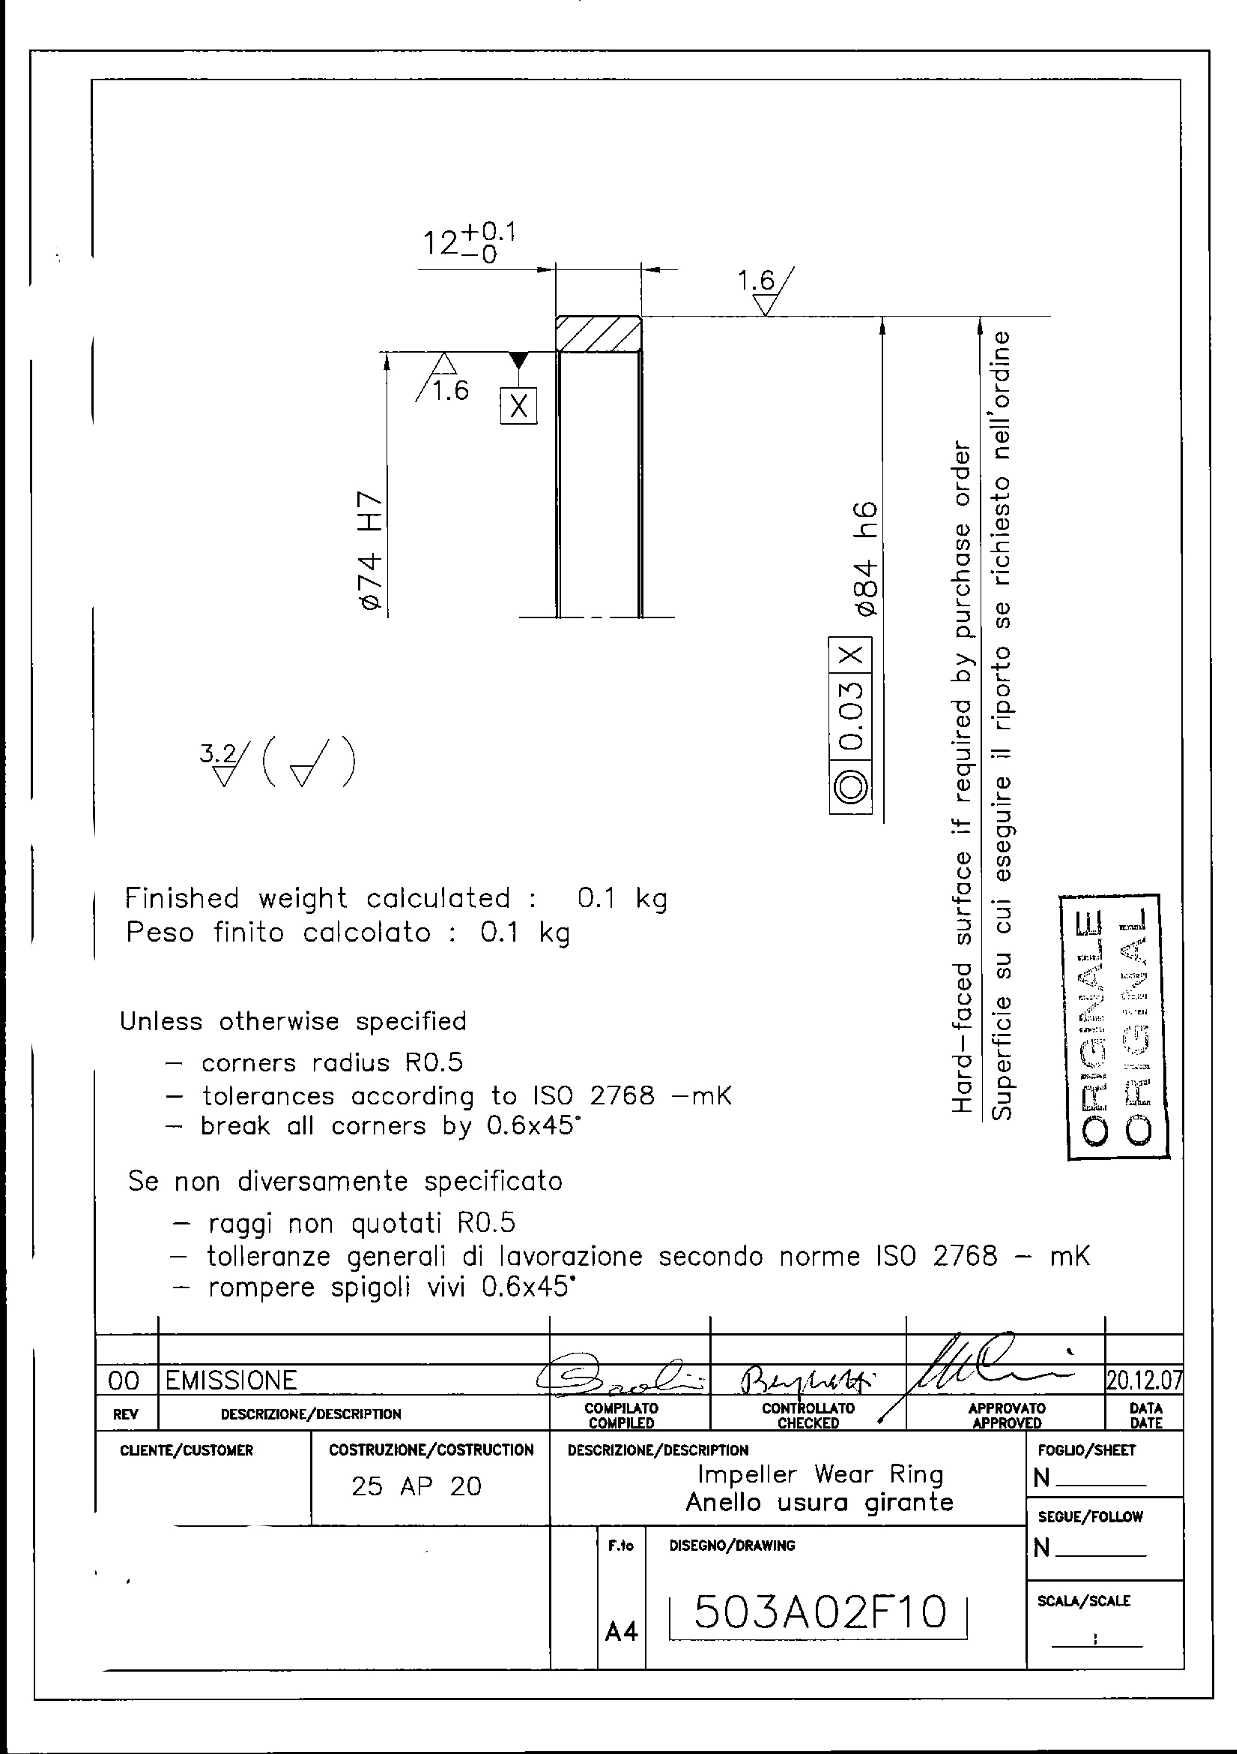 12 +0.1 -0
1.6
1.6
X
ø74 H7
ø84 h6
0.03 X
Hard-faced surface if required by purchase order
Superficie su cui eseguire il riporto se richiesto nell'ordine
3.2
Finished weight calculated : 0.1 kg
Peso finito calcolato : 0.1 kg
ORIGINALE
ORIGINAL
Unless otherwise specified
- corners radius R0.5
- tolerances according to ISO 2768 -mK
- break all corners by 0.6x45°
Se non diversamente specificato
- raggi non quotati R0.5
- tolleranze generali di lavorazione secondo norme ISO 2768 - mK
- rompere spigoli vivi 0.6x45°
00 EMISSIONE 20.12.07
REV DESCRIZIONE/DESCRIPTION COMPILATO CONTROLLATO APPROVATO DATA
COMPILED CHECKED APPROVED DATE
CLIENTE/CUSTOMER COSTRUZIONE/COSTRUCTION DESCRIZIONE/DESCRIPTION FOGLIO/SHEET
25 AP 20 Impeller Wear Ring N
Anello usura girante
SEGUE/FOLLOW
N
F.to DISEGNO/DRAWING
A4 503A02F10
SCALA/SCALE
: